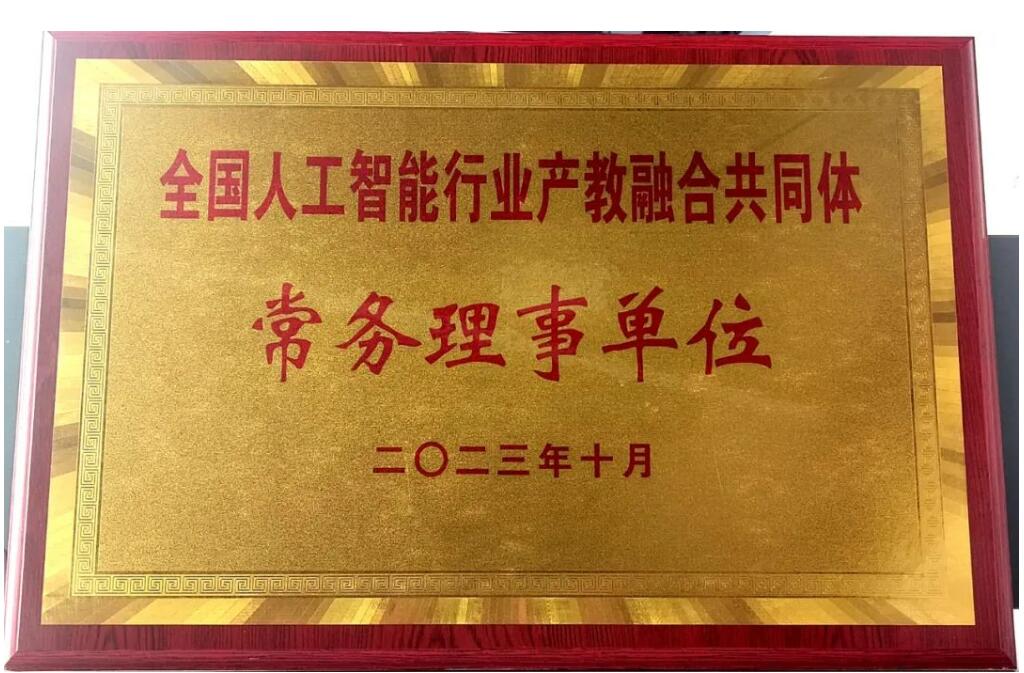 全国人工智能行业产教融合共同体
常务理事单位
二〇二三年十月